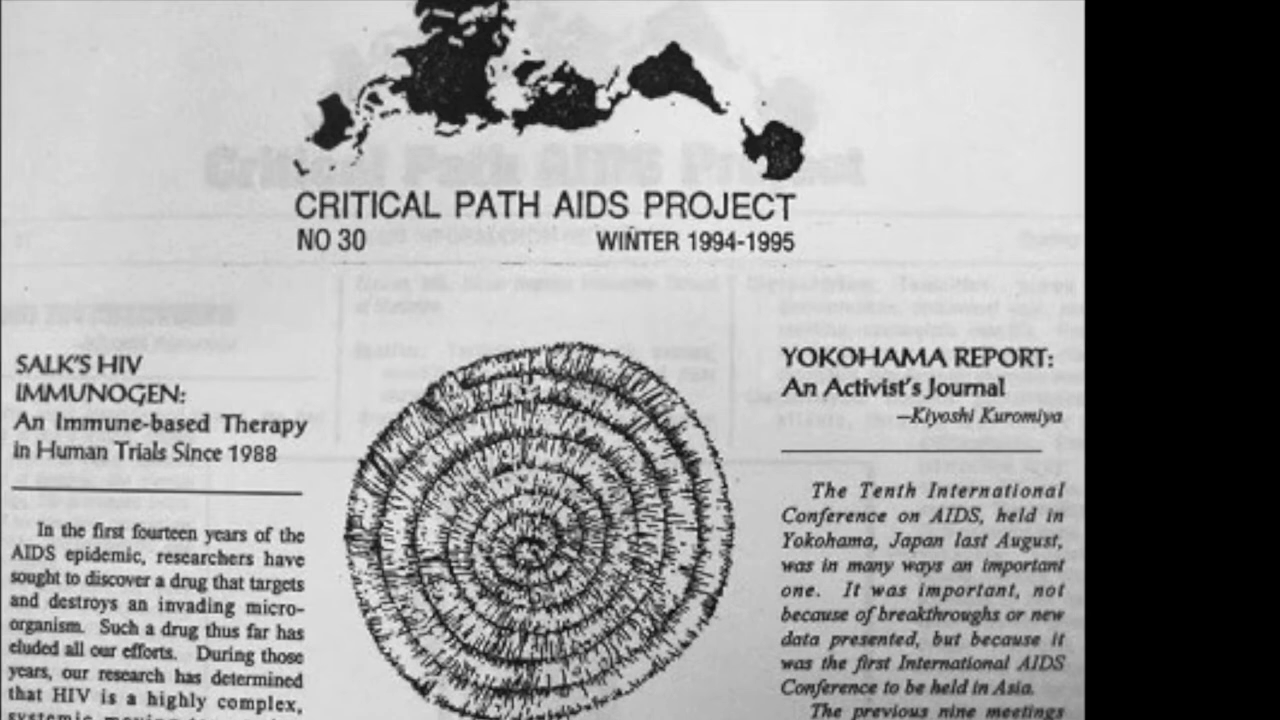 CRITICAL PATH AIDS PROJECT
NO 30 WINTER 1994-1995
SALK'S HIV
IMMUNOGEN:
An Immune-based Therapy
in Human Trials Since 1988
In the first fourteen years of the
AIDS epidemic, researchers have
sought to discover a drug that targets
and destroys an invading micro-
organism. Such a drug thus far has
eluded all our efforts. During those
years, our research has determined
that HIV is a highly complex,
YOKOHAMA REPORT:
An Activist's Journal
—Kiyoshi Kuromiya
The Tenth International
Conference on AIDS, held in
Yokohama, Japan last August,
was in many ways an important
one. It was important, not
because of breakthroughs or new
data presented, but because it
was the first International AIDS
Conference to be held in Asia.
The previous nine meetings